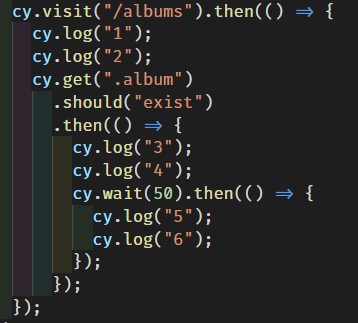 cy.visit("/albums").then(() => {
  cy.log("1");
  cy.log("2");
  cy.get(".album")
    .should("exist")
    .then(() => {
      cy.log("3");
      cy.log("4");
      cy.wait(50).then(() => {
        cy.log("5");
        cy.log("6");
      });
    });
});